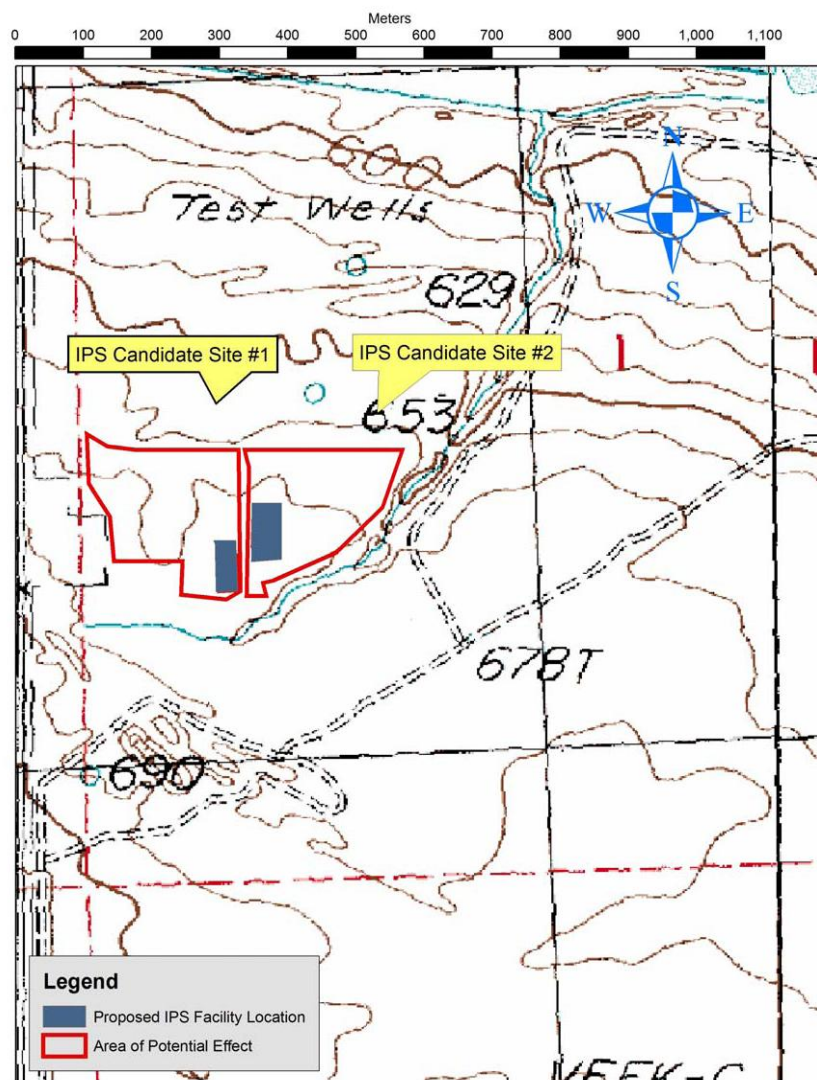 Meters
0 100 200 300 400 500 600 700 800 900 1,000 1,100
600
Test Wells
N
W E
S
629
IPS Candidate Site #1
IPS Candidate Site #2
653
678T
690
Legend
Proposed IPS Facility Location
Area of Potential Effect